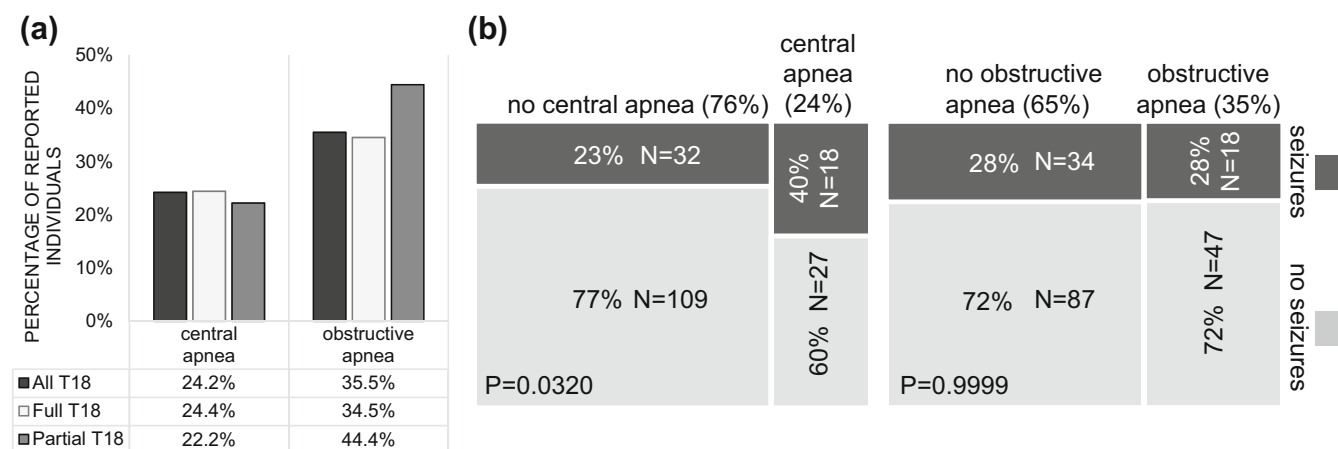 (a)
PERCENTAGE OF REPORTED
INDIVIDUALS
50%
40%
30%
20%
10%
0%
central
apnea
obstructive
apnea
All T18 24.2% 35.5%
Full T18 24.4% 34.5%
Partial T18 22.2% 44.4%
(b)
no central apnea (76%)
central
apnea
(24%)
23% N=32
40%
N=18
77% N=109
60% N=27
P=0.0320
no obstructive
apnea (65%)
obstructive
apnea (35%)
28% N=34
28%
N=18
72% N=87
72% N=47
P=0.9999
seizures
no seizures